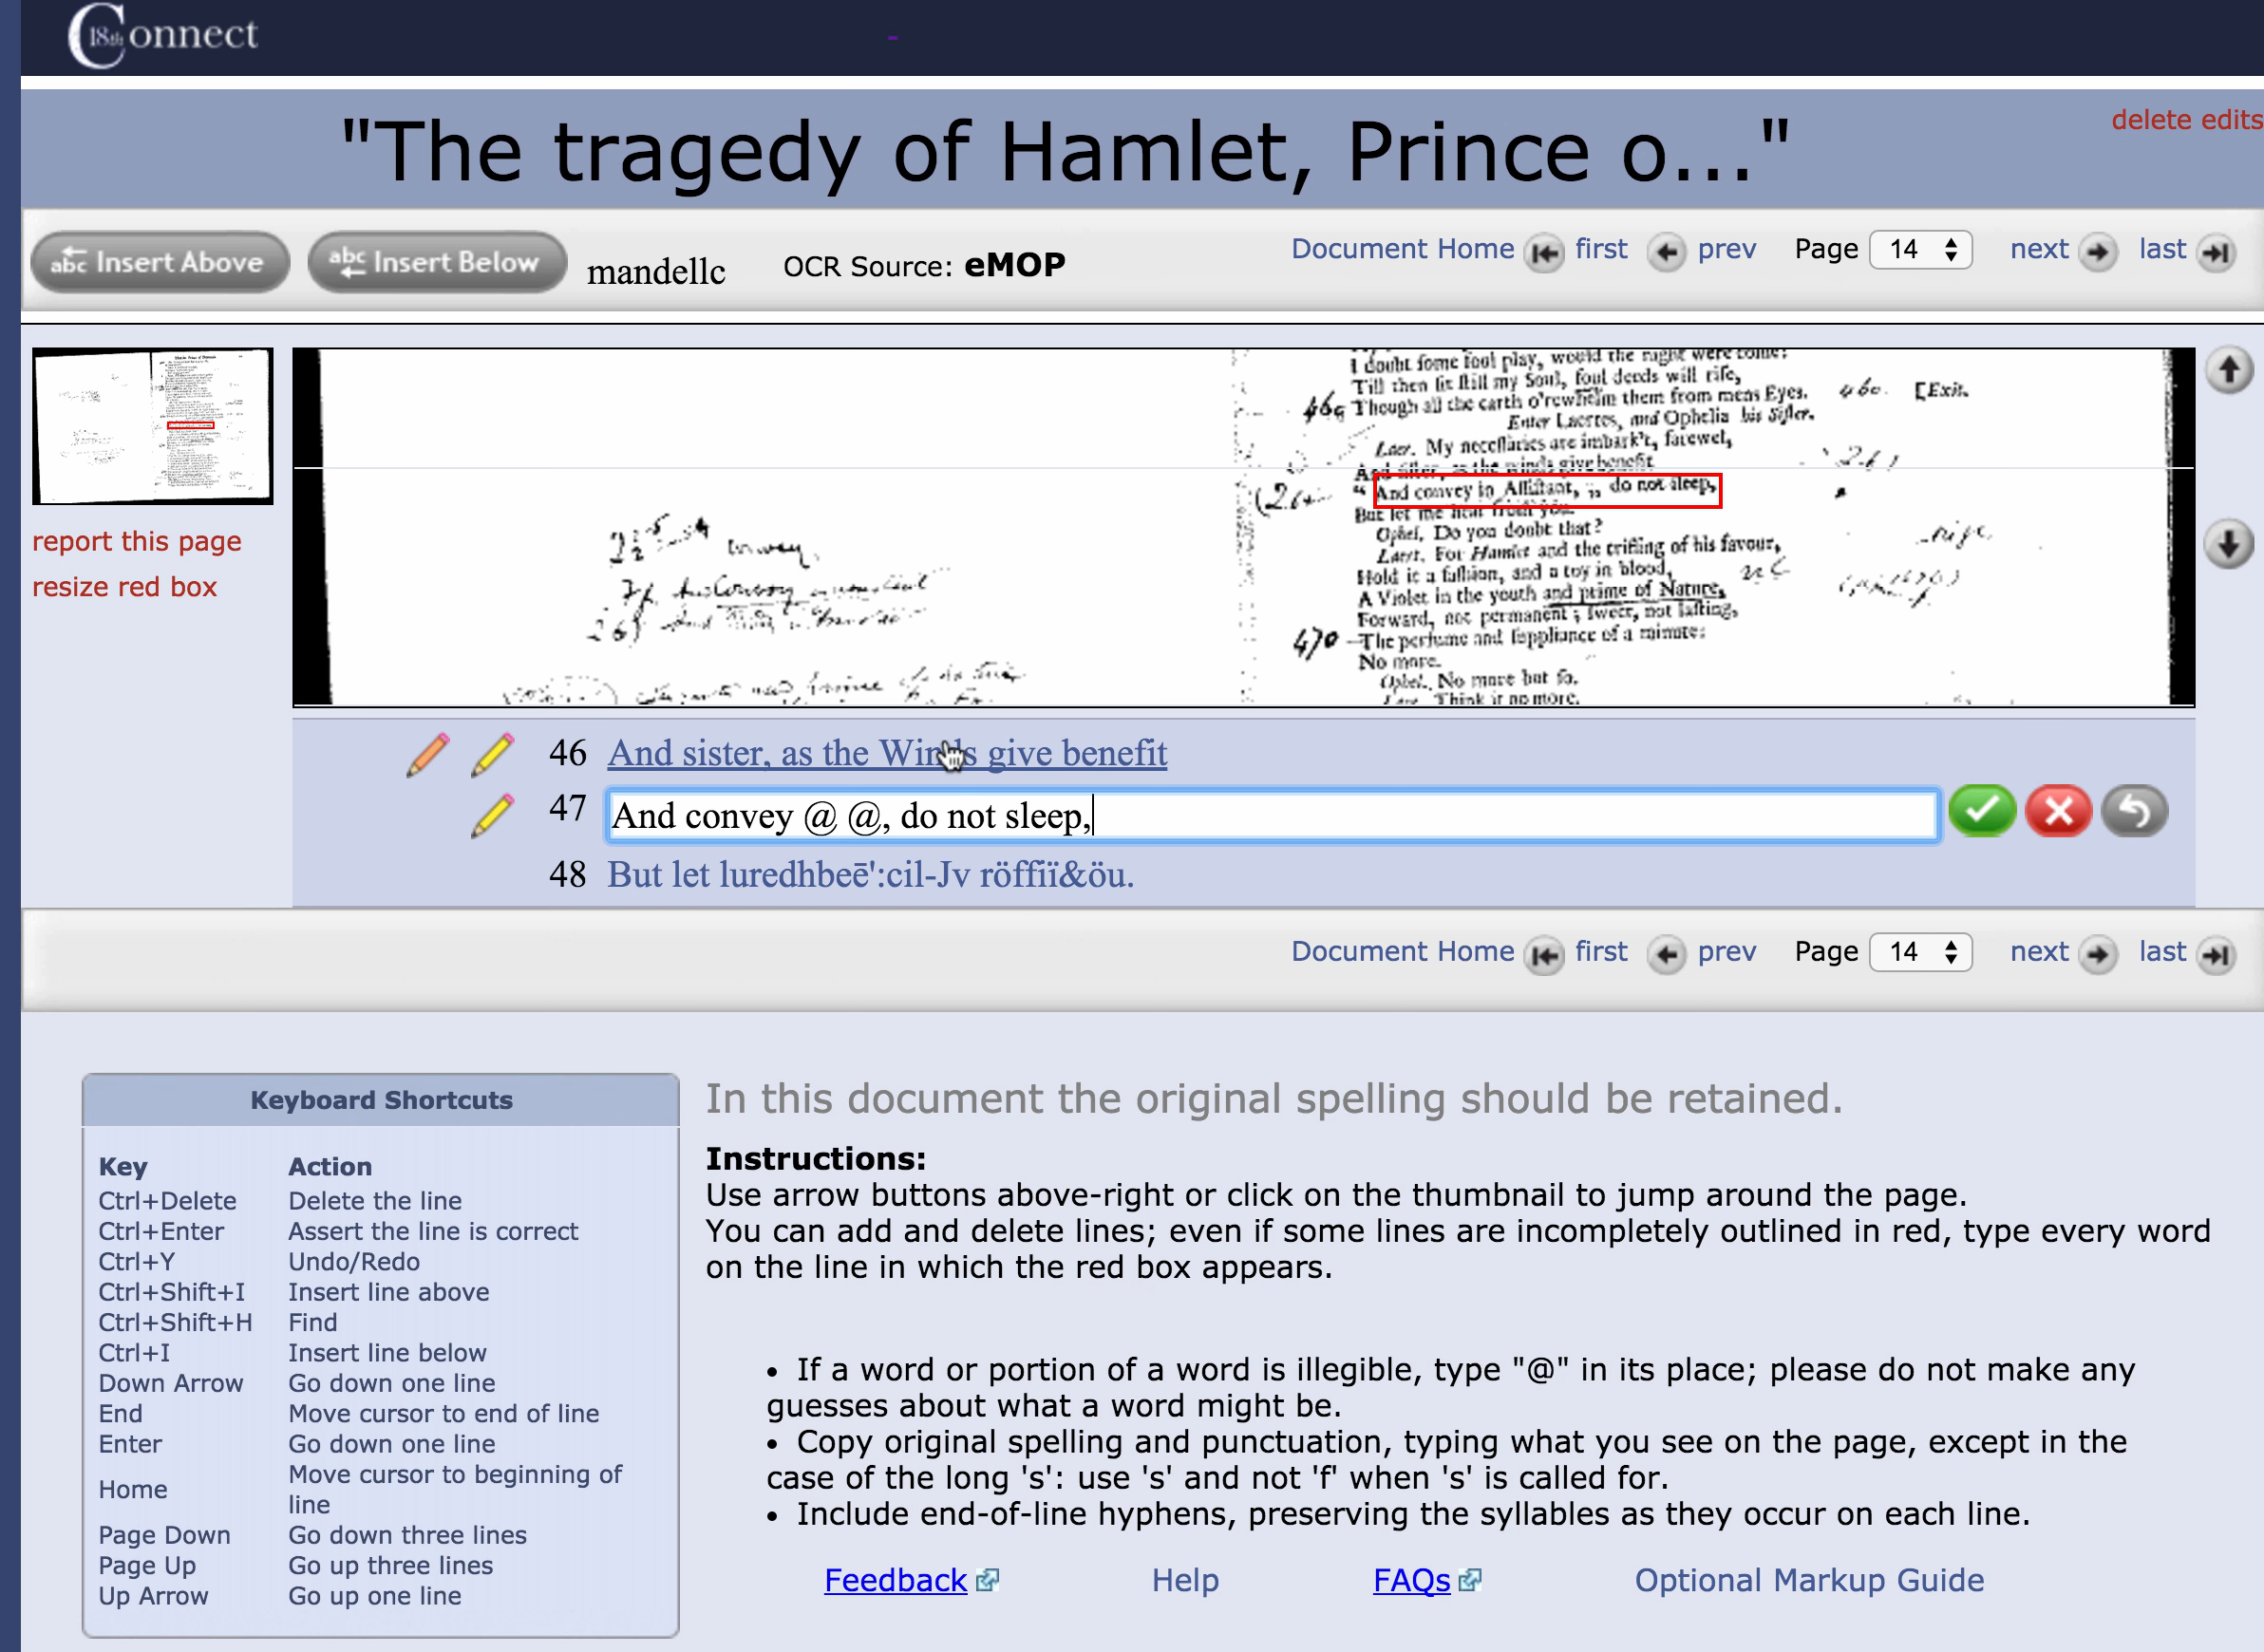 18th Connect
"The tragedy of Hamlet, Prince o..."
delete edits
abc Insert Above
abc Insert Below
mandellc
OCR Source: eMOP
Document Home first prev Page 14 next last
report this page
resize red box
I doubt ſome foul play, would the night were come:
Till then ſit ſtill my Soul, foul deeds will riſe,
460 Though all the earth o'rewhelm them from mens Eyes. 460. [Exit.
Enter Laertes, and Ophelia his Siſter.
Laer. My neceſſaries are imbark't, farewel,
And ſiſter, as the winds give benefit
" And convey in Aſſiſtant, ,, do not ſleep,
But let me hear from you.
Ophel. Do you doubt that?
Laert. For Hamlet and the trifling of his favour,
Hold it a faſhion, and a toy in blood,
A Violet in the youth and prime of Nature,
Forward, not permanent; ſweet, not laſting,
470 The perfume and ſuppliance of a minute:
No more.
Ophel. No more but ſo.
Laer. Think it no more.
convey
46 And sister, as the Winds give benefit
47 And convey @ @, do not sleep,
48 But let luredhbeē':cil-Jv röffiï&öu.
Document Home first prev Page 14 next last
Keyboard Shortcuts
Key Action
Ctrl+Delete Delete the line
Ctrl+Enter Assert the line is correct
Ctrl+Y Undo/Redo
Ctrl+Shift+I Insert line above
Ctrl+Shift+H Find
Ctrl+I Insert line below
Down Arrow Go down one line
End Move cursor to end of line
Enter Go down one line
Home Move cursor to beginning of
line
Page Down Go down three lines
Page Up Go up three lines
Up Arrow Go up one line
In this document the original spelling should be retained.
Instructions:
Use arrow buttons above-right or click on the thumbnail to jump around the page.
You can add and delete lines; even if some lines are incompletely outlined in red, type every word
on the line in which the red box appears.
• If a word or portion of a word is illegible, type "@" in its place; please do not make any
guesses about what a word might be.
• Copy original spelling and punctuation, typing what you see on the page, except in the
case of the long 's': use 's' and not 'f' when 's' is called for.
• Include end-of-line hyphens, preserving the syllables as they occur on each line.
Feedback Help FAQs Optional Markup Guide